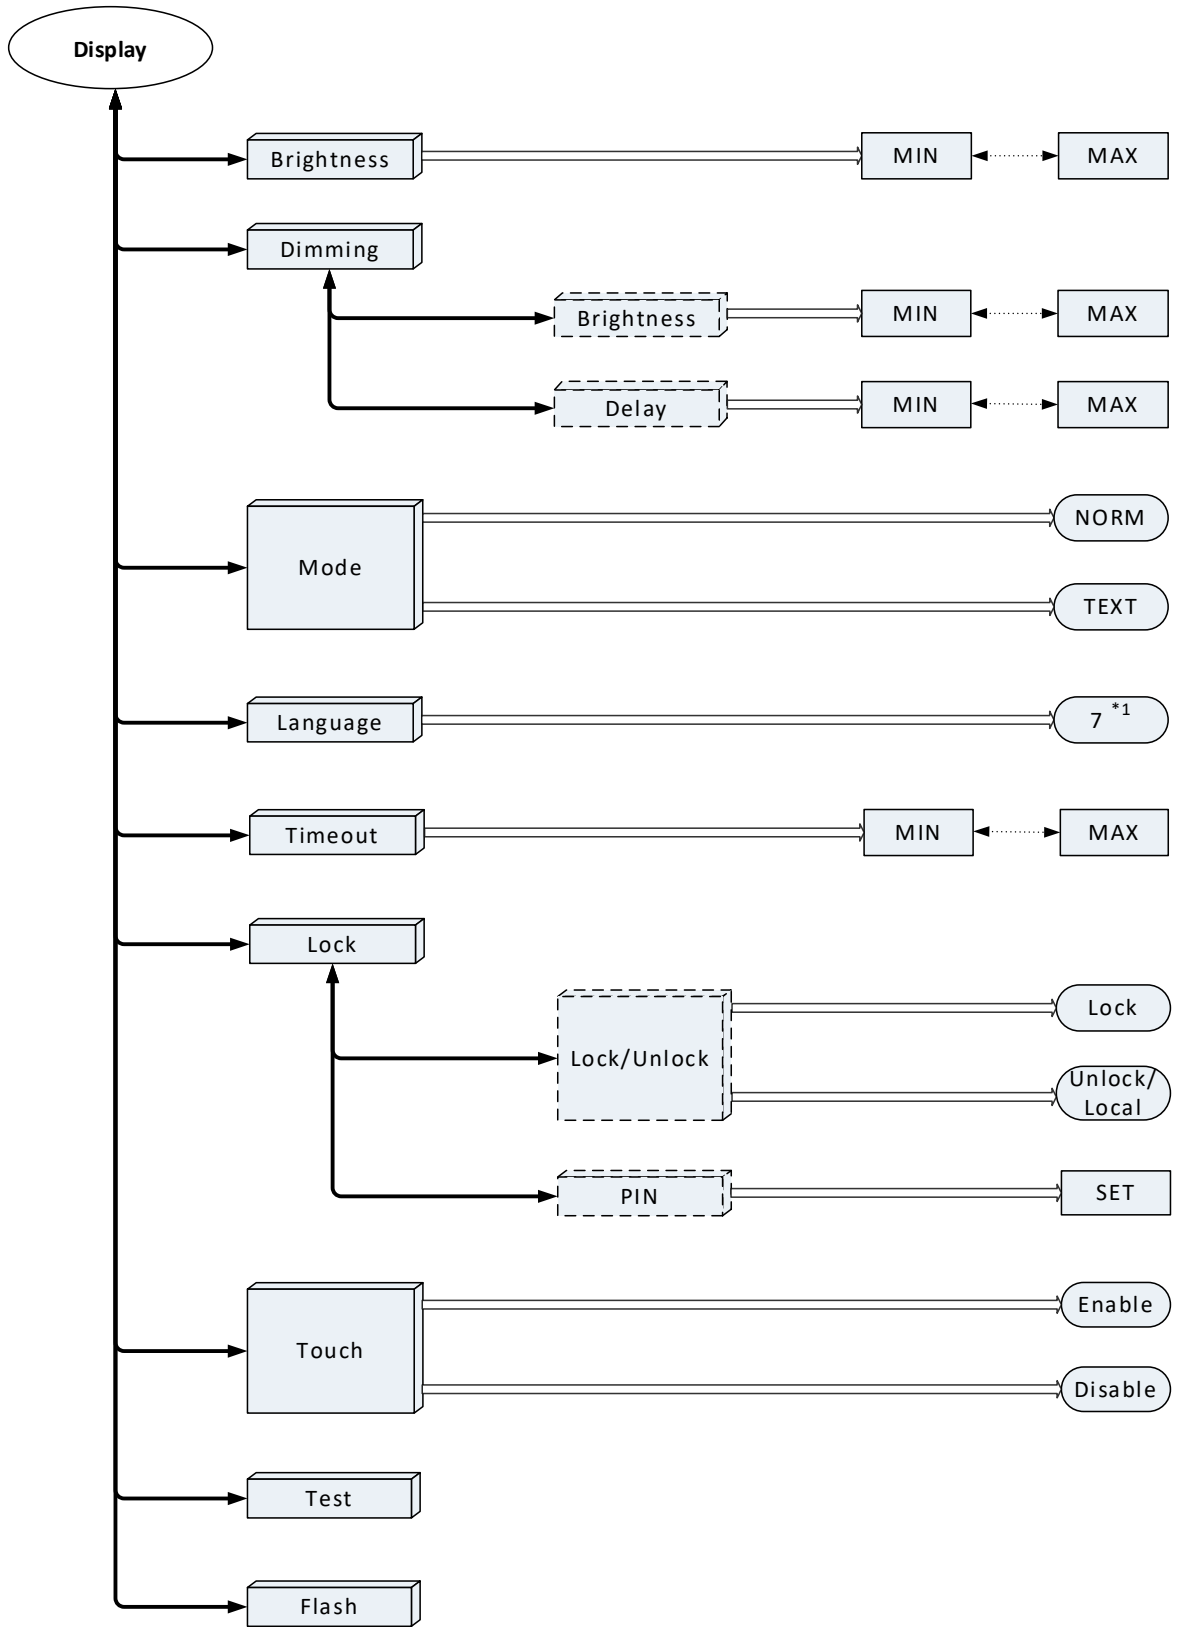 Display
Brightness
MIN
MAX
Dimming
Brightness
MIN
MAX
Delay
MIN
MAX
Mode
NORM
TEXT
Language
7 *1
Timeout
MIN
MAX
Lock
Lock/Unlock
Lock
Unlock/
Local
PIN
SET
Touch
Enable
Disable
Test
Flash